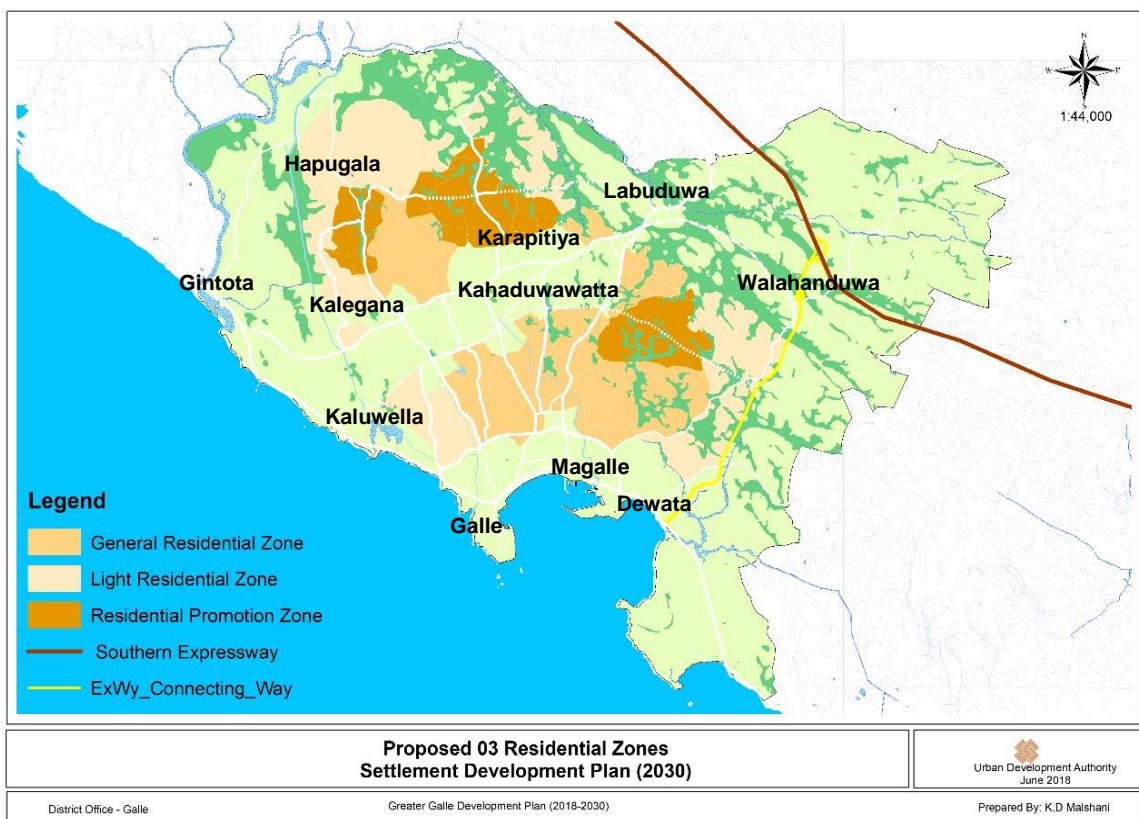 N
W
E
S
1:44,000
Hapugala
Labuduwa
Karapitiya
Gintota
Kalegana
Kahaduwawatta
Walahanduwa
Kaluwella
Magalle
Dewata
Galle
Legend
General Residential Zone
Light Residential Zone
Residential Promotion Zone
Southern Expressway
ExWy_Connecting_Way
Proposed 03 Residential Zones
Settlement Development Plan (2030)
Urban Development Authority
June 2018
District Office - Galle
Greater Galle Development Plan (2018-2030)
Prepared By: K.D Malshani